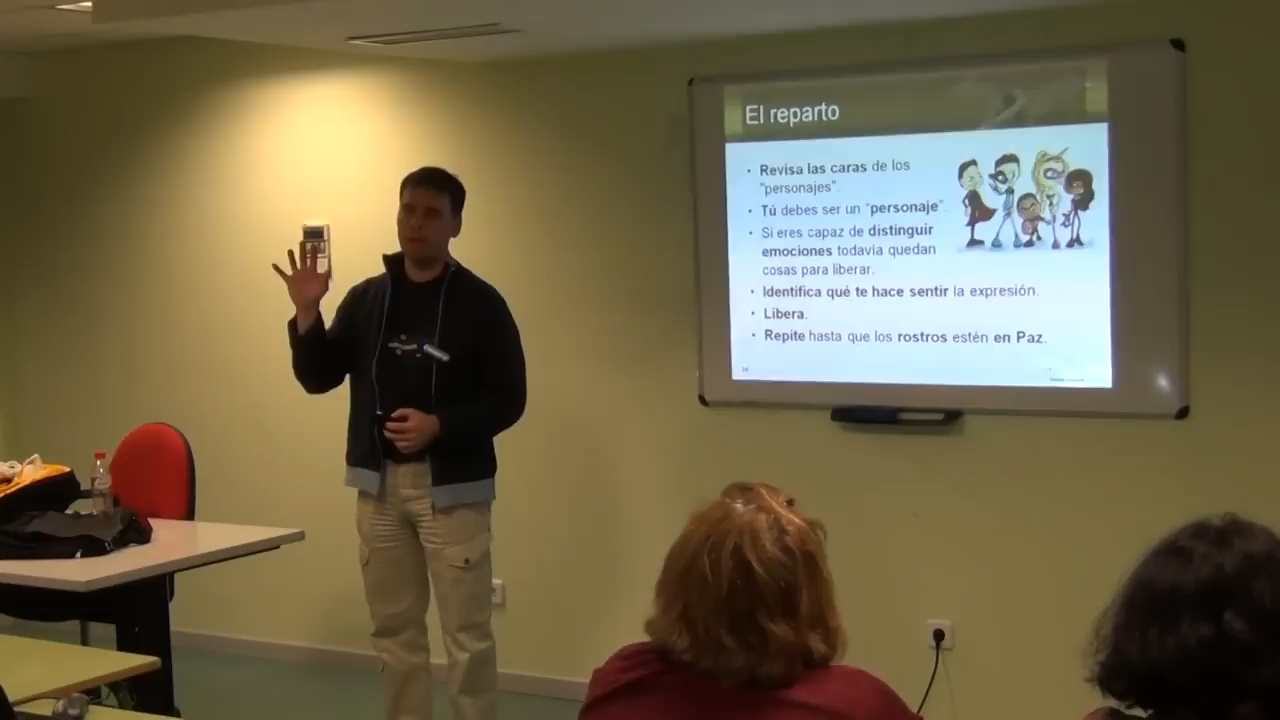 El reparto
• Revisa las caras de los
"personajes".
• Tú debes ser un "personaje".
• Si eres capaz de distinguir
emociones todavía quedan
cosas para liberar.
• Identifica qué te hace sentir la expresión.
• Libera.
• Repite hasta que los rostros estén en Paz.